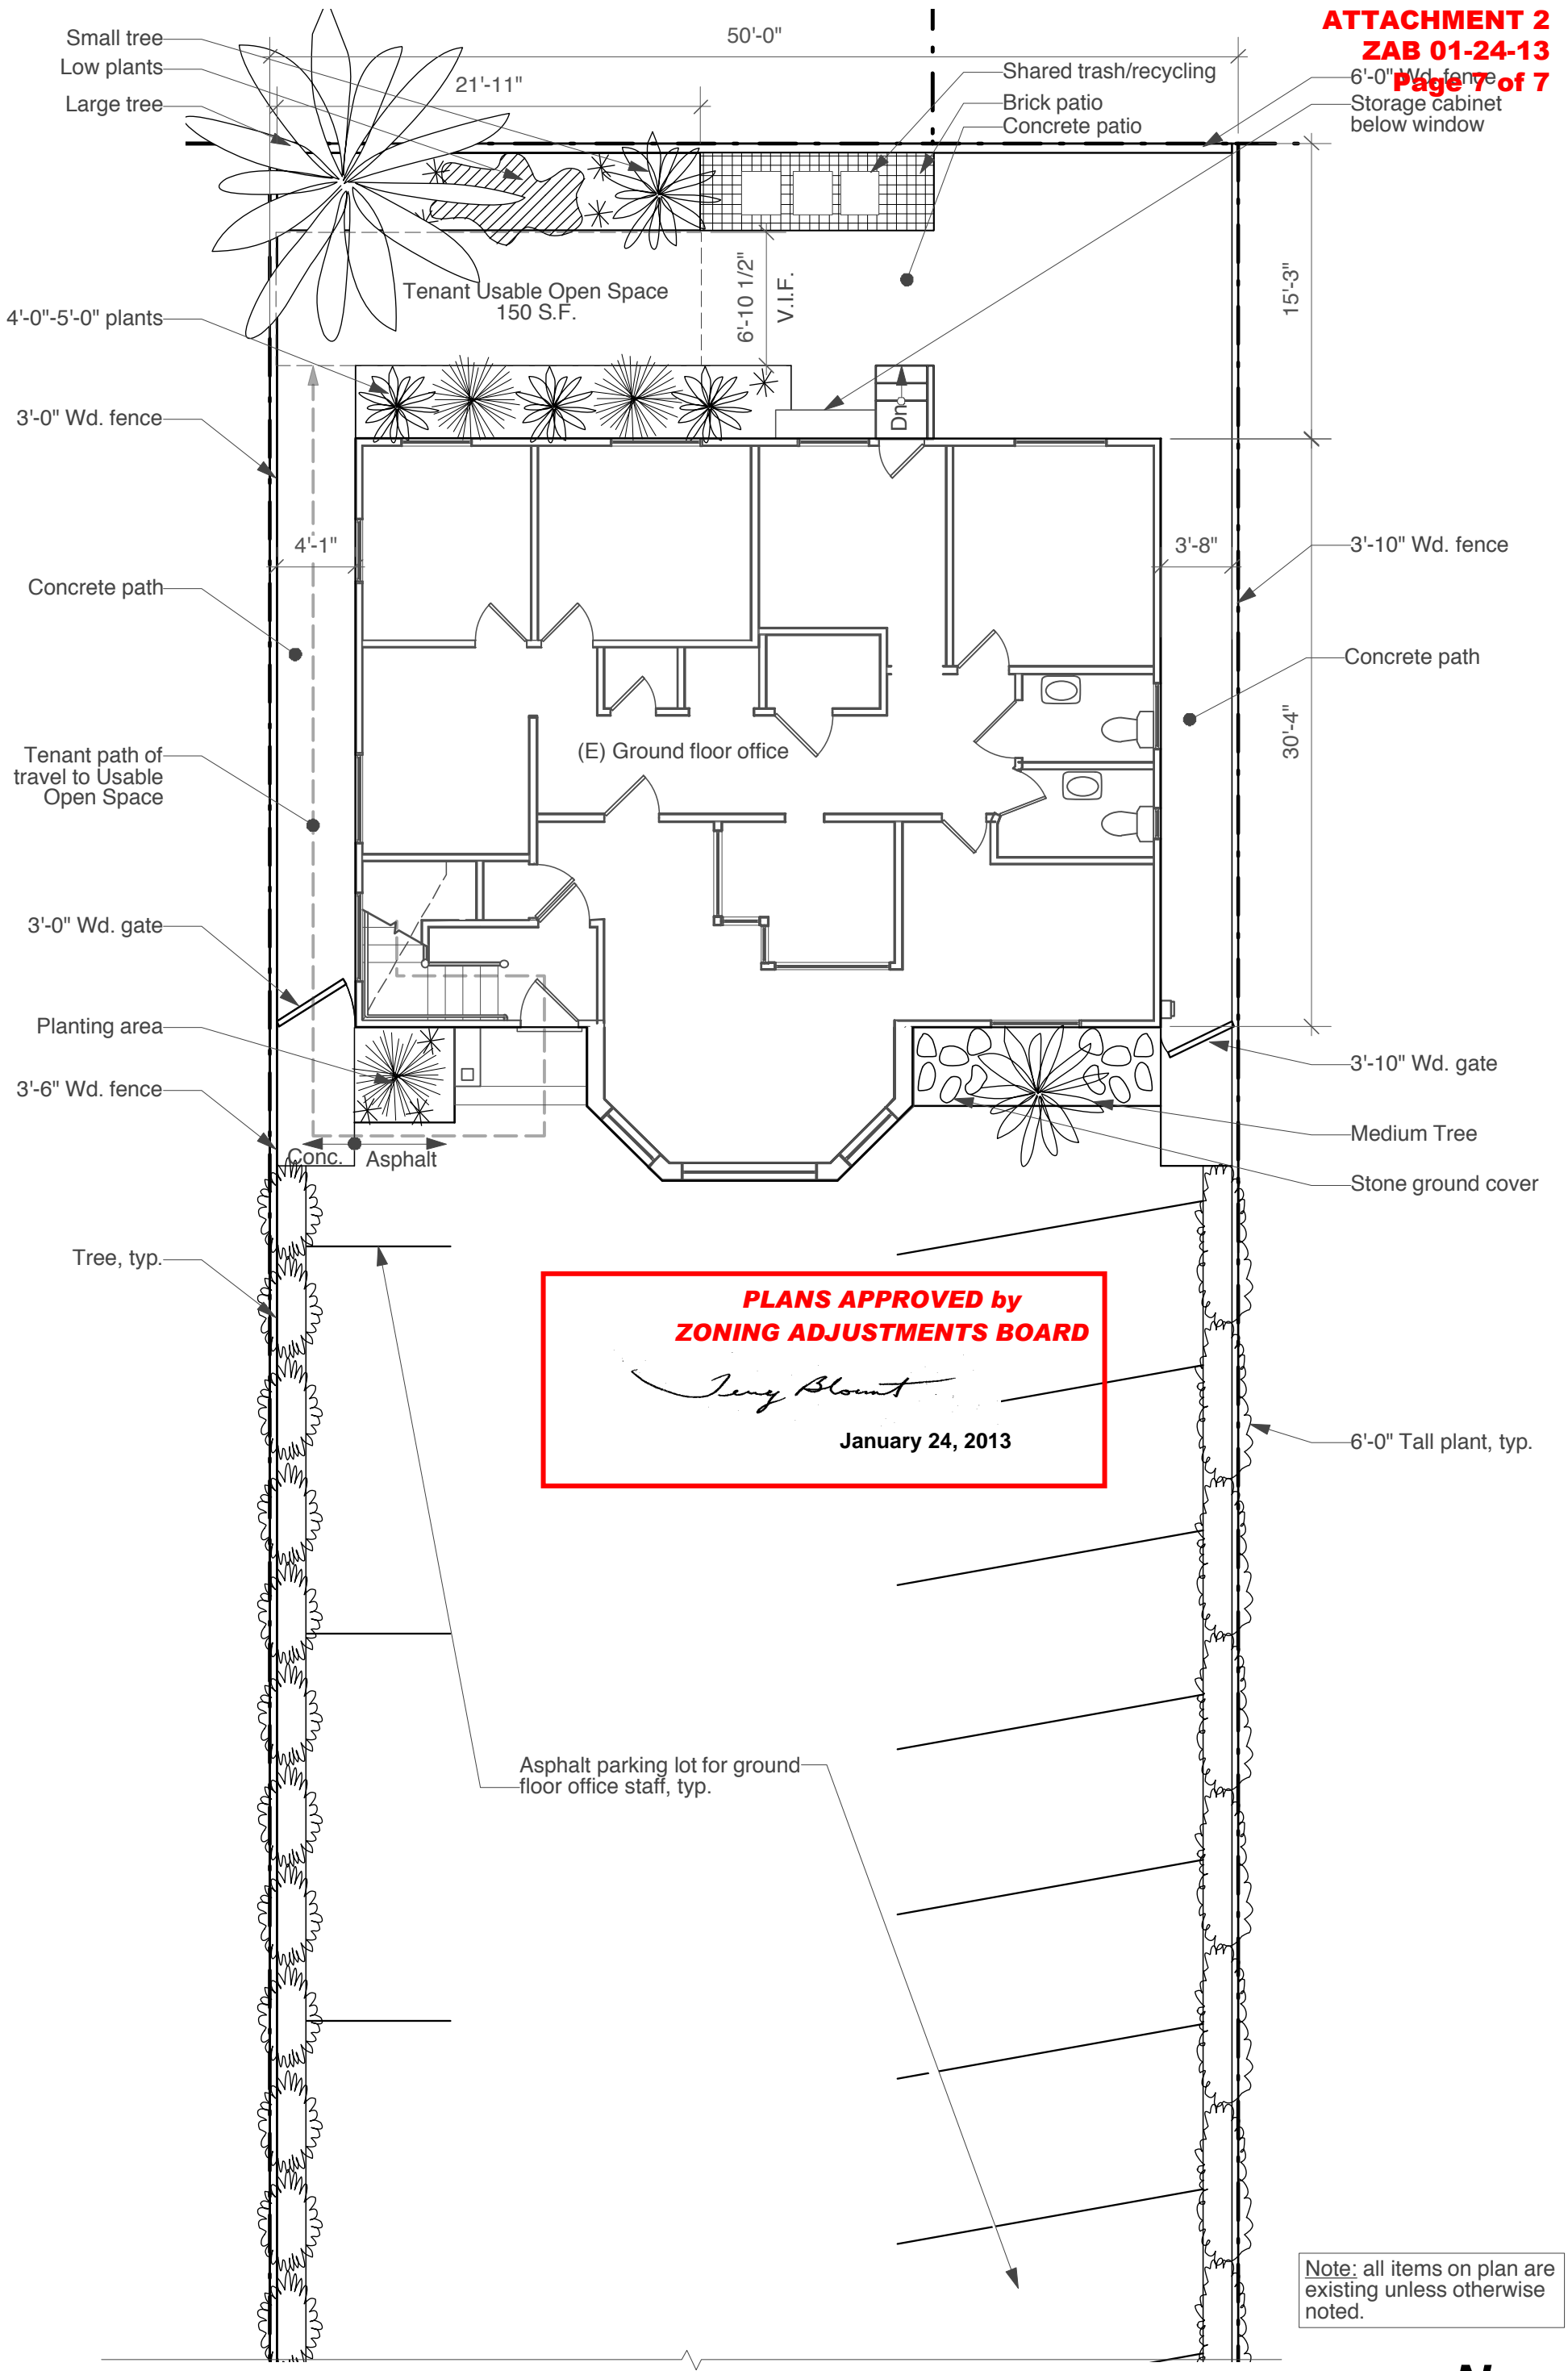 ATTACHMENT 2
ZAB 01-24-13
Page 7 of 7
Small tree
Low plants
Large tree
50'-0"
21'-11"
Shared trash/recycling
Brick patio
Concrete patio
6'-0" Wd. fence
Storage cabinet
below window
Tenant Usable Open Space
150 S.F.
6'-10 1/2"
V.I.F.
15'-3"
4'-0"-5'-0" plants
3'-0" Wd. fence
Dn
4'-1"
3'-8"
3'-10" Wd. fence
Concrete path
Concrete path
(E) Ground floor office
30'-4"
Tenant path of
travel to Usable
Open Space
3'-0" Wd. gate
Planting area
3'-6" Wd. fence
3'-10" Wd. gate
Medium Tree
Stone ground cover
Conc.
Asphalt
Tree, typ.
PLANS APPROVED by
ZONING ADJUSTMENTS BOARD
Terry Blount
January 24, 2013
6'-0" Tall plant, typ.
Asphalt parking lot for ground
floor office staff, typ.
Note: all items on plan are
existing unless otherwise
noted.
N